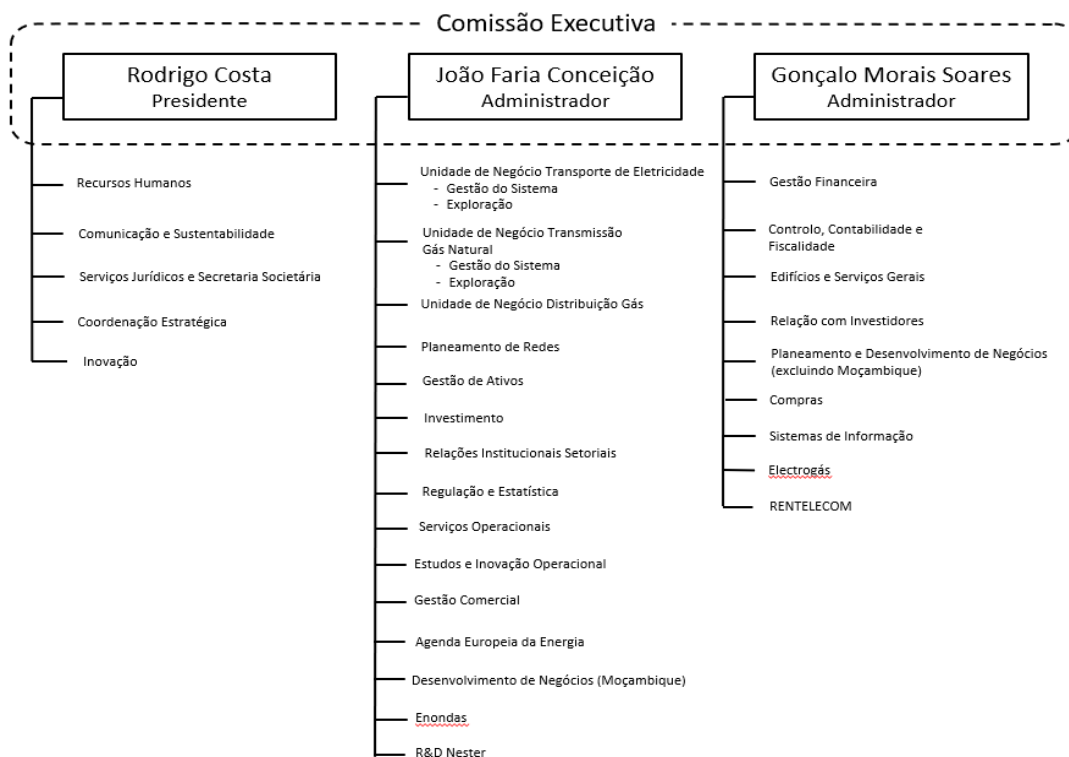 Comissão Executiva
Rodrigo Costa
Presidente
Recursos Humanos
Comunicação e Sustentabilidade
Serviços Jurídicos e Secretaria Societária
Coordenação Estratégica
Inovação
João Faria Conceição
Administrador
Unidade de Negócio Transporte de Eletricidade
- Gestão do Sistema
- Exploração
Unidade de Negócio Transmissão
Gás Natural
- Gestão do Sistema
- Exploração
Unidade de Negócio Distribuição Gás
Planeamento de Redes
Gestão de Ativos
Investimento
Relações Institucionais Setoriais
Regulação e Estatística
Serviços Operacionais
Estudos e Inovação Operacional
Gestão Comercial
Agenda Europeia da Energia
Desenvolvimento de Negócios (Moçambique)
Enondas
R&D Nester
Gonçalo Morais Soares
Administrador
Gestão Financeira
Controlo, Contabilidade e
Fiscalidade
Edifícios e Serviços Gerais
Relação com Investidores
Planeamento e Desenvolvimento de Negócios
(excluindo Moçambique)
Compras
Sistemas de Informação
Electrogás
RENTELECOM